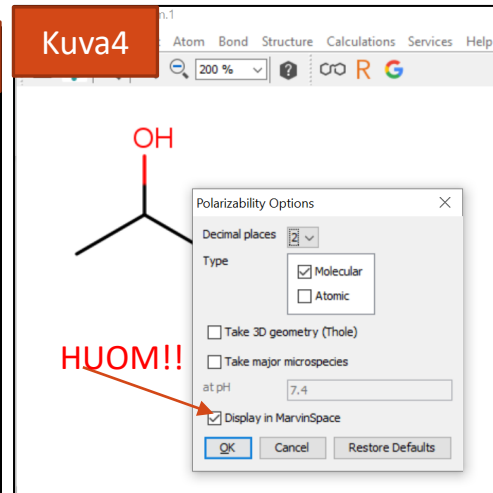 n.1
Kuva4
Atom Bond Structure Calculations Services Help
200 % ? R G
OH
Polarizability Options
Decimal places 2
Type
Molecular
Atomic
Take 3D geometry (Thole)
HUOM!!
Take major microspecies
at pH 7.4
Display in MarvinSpace
OK Cancel Restore Defaults